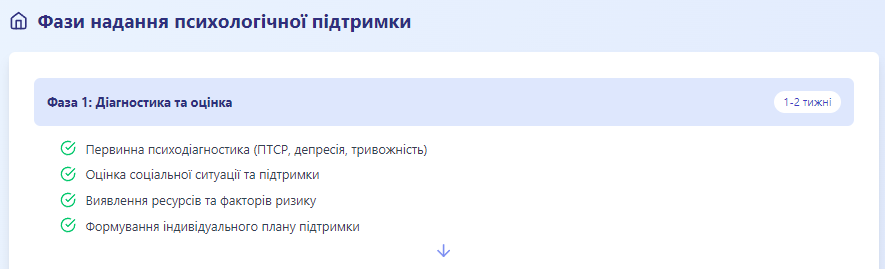 Фази надання психологічної підтримки
Фаза 1: Діагностика та оцінка
1-2 тижні
Первинна психодіагностика (ПТСР, депресія, тривожність)
Оцінка соціальної ситуації та підтримки
Виявлення ресурсів та факторів ризику
Формування індивідуального плану підтримки